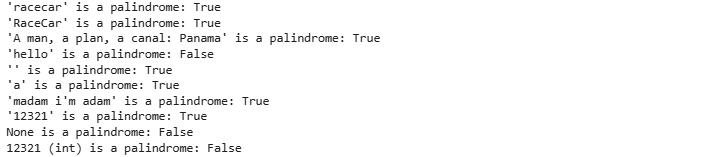 'racecar' is a palindrome: True
'RaceCar' is a palindrome: True
'A man, a plan, a canal: Panama' is a palindrome: True
'hello' is a palindrome: False
'' is a palindrome: True
'a' is a palindrome: True
'madam i'm adam' is a palindrome: True
'12321' is a palindrome: True
None is a palindrome: False
12321 (int) is a palindrome: False